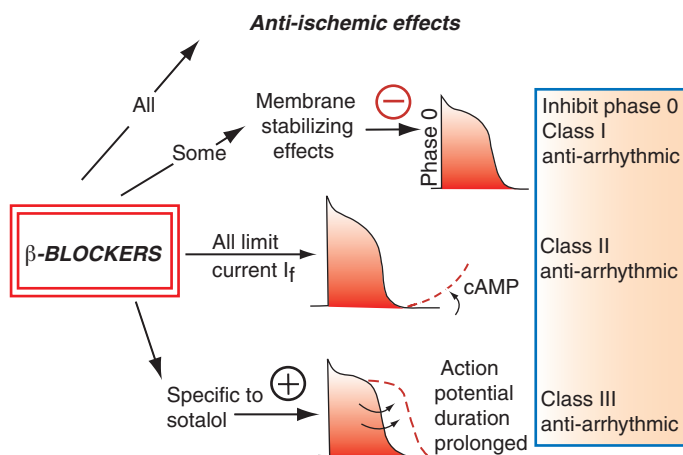 Anti-ischemic effects
All
Some
Membrane
stabilizing
effects
−
Phase 0
Inhibit phase 0
Class I
anti-arrhythmic
β-BLOCKERS
All limit
current If
cAMP
Class II
anti-arrhythmic
Specific to
sotalol
+
Action
potential
duration
prolonged
Class III
anti-arrhythmic